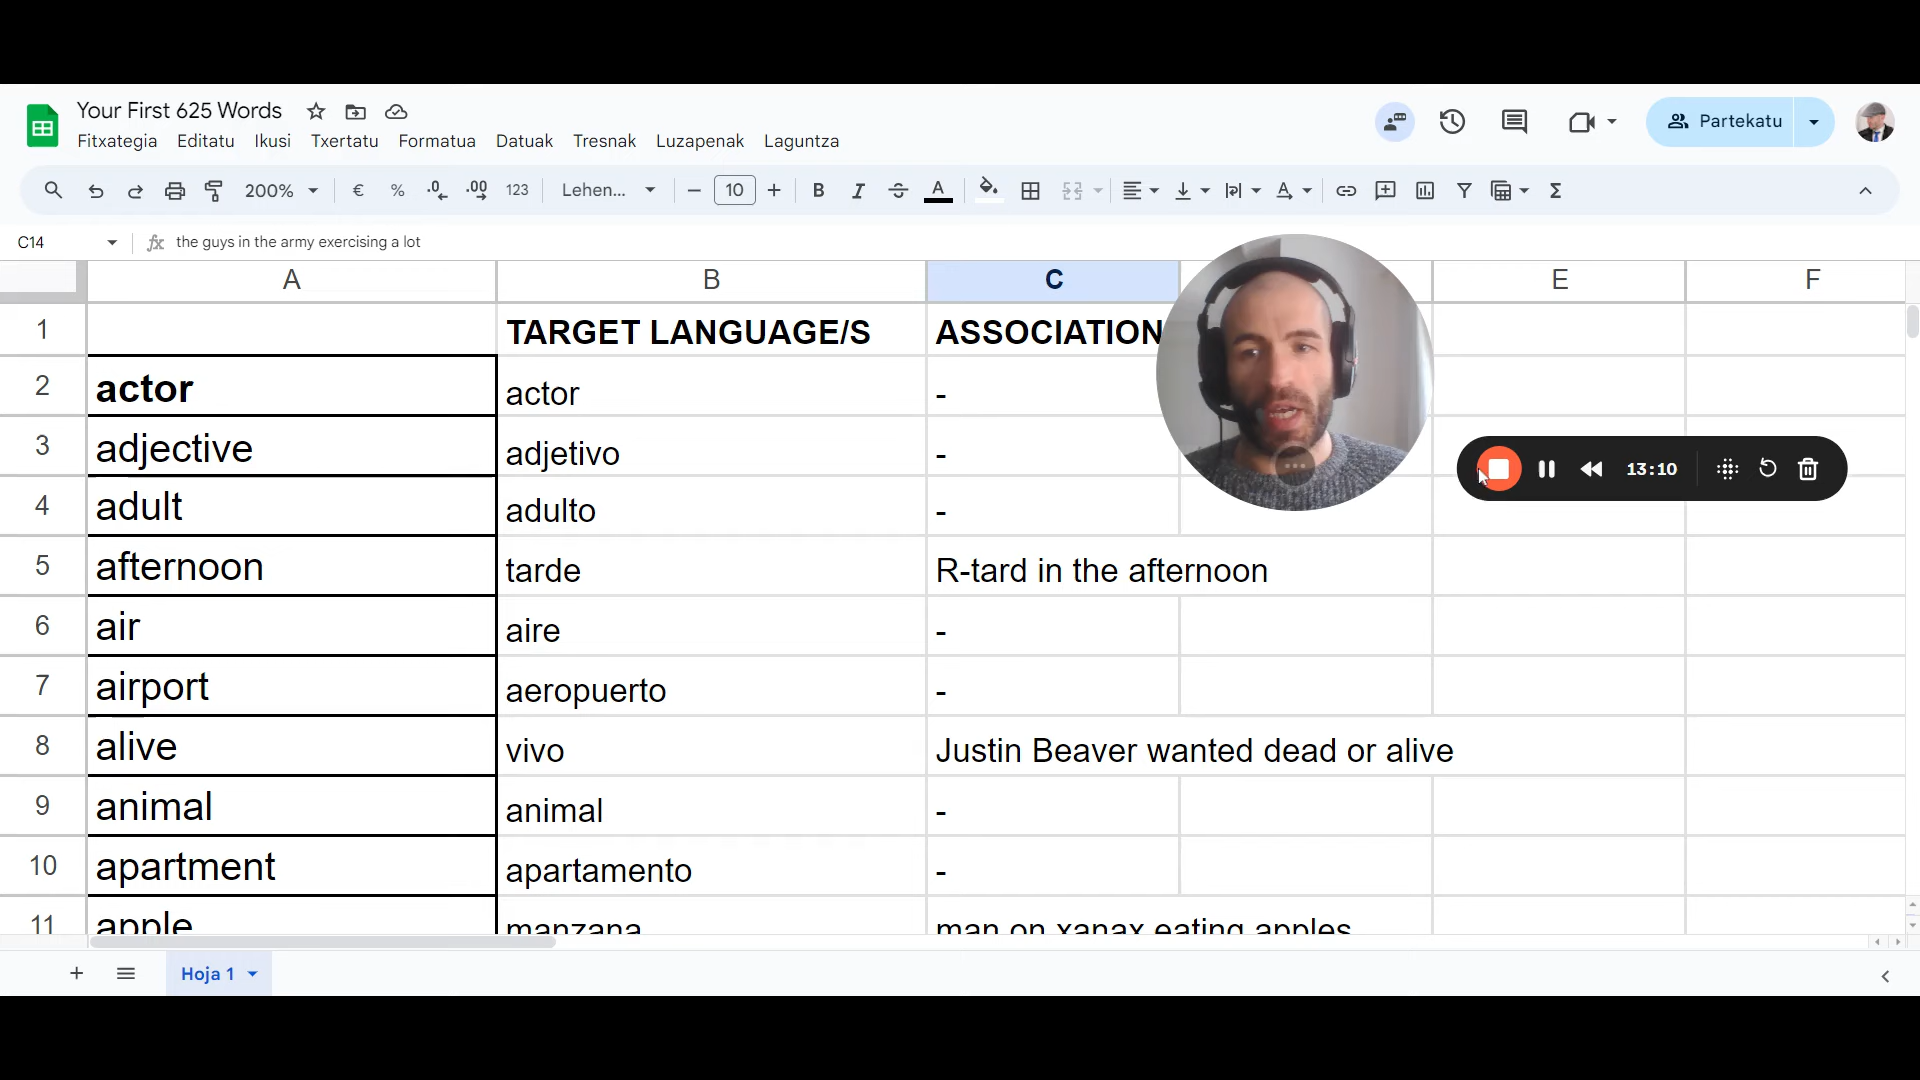 Your First 625 Words
Fitxategia Editatu Ikusi Txertatu Formatua Datuak Tresnak Luzapenak Laguntza
Partekatu
200% € % .0 .00 123 Lehen... 10 B I S A A Σ
C14 fx the guys in the army exercising a lot
A B C E F
1 TARGET LANGUAGE/S ASSOCIATION
2 actor actor -
3 adjective adjetivo -
13:10
4 adult adulto -
5 afternoon tarde R-tard in the afternoon
6 air aire -
7 airport aeropuerto -
8 alive vivo Justin Beaver wanted dead or alive
9 animal animal -
10 apartment apartamento -
11 apple manzana man on xanax eating apples
Hoja 1